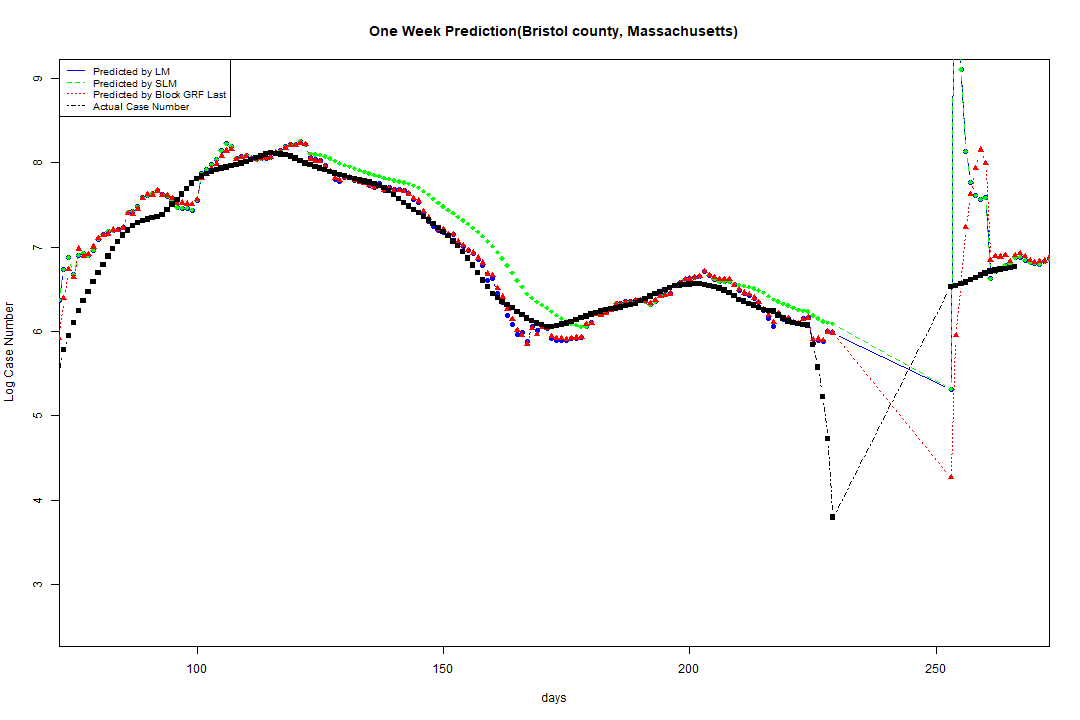 One Week Prediction(Bristol county, Massachusetts)
Predicted by LM
Predicted by SLM
Predicted by Block GRF Last
Actual Case Number
9
8
7
6
5
4
3
Log Case Number
100 150 200 250
days